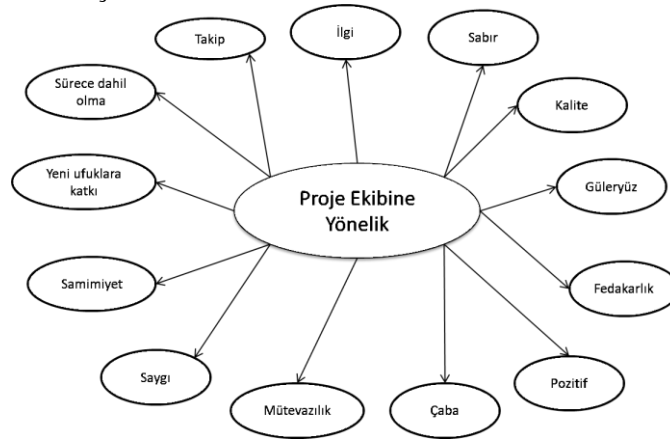 İlgi
Takip
Sabır
Sürece dahil
olma
Kalite
Yeni ufuklara
katkı
Güleryüz
Proje Ekibine
Yönelik
Samimiyet
Fedakarlık
Saygı
Pozitif
Mütevazılık
Çaba